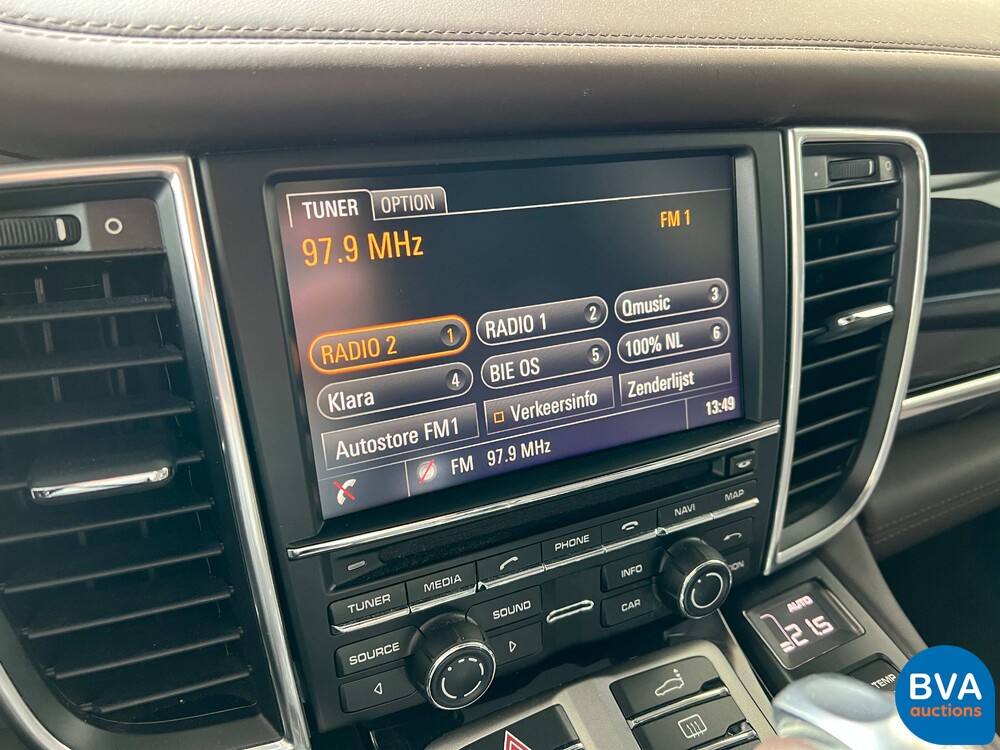 TUNER OPTION
97.9 MHz FM 1
RADIO 2 1 RADIO 1 2 Qmusic 3
Klara 4 BIE OS 5 100% NL 6
Autostore FM1 Verkeersinfo Zenderlijst
FM 97.9 MHz 13:49
TUNER MEDIA PHONE NAVI MAP
SOURCE SOUND INFO
CAR
AUTO
21.5
TEMP
BVA
auctions